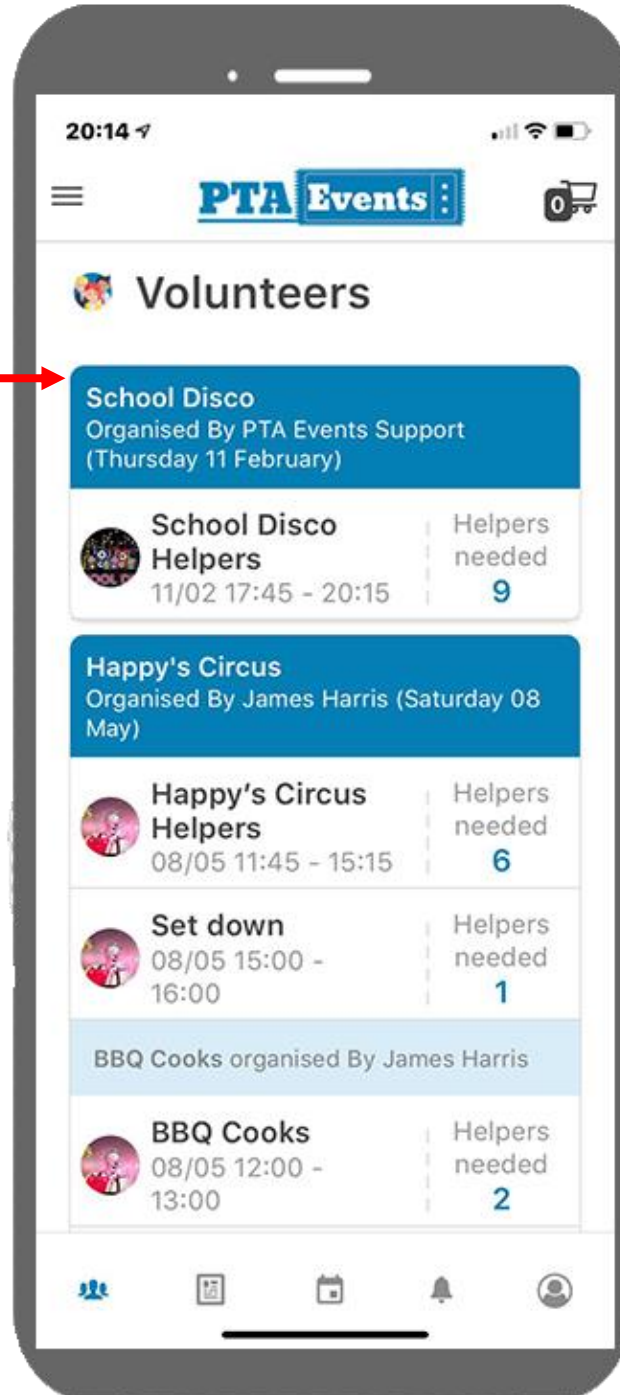 20:14
PTA Events
0
Volunteers
School Disco
Organised By PTA Events Support
(Thursday 11 February)
School Disco
Helpers
11/02 17:45 - 20:15
Helpers
needed
9
Happy's Circus
Organised By James Harris (Saturday 08
May)
Happy's Circus
Helpers
08/05 11:45 - 15:15
Helpers
needed
6
Set down
08/05 15:00 -
16:00
Helpers
needed
1
BBQ Cooks organised By James Harris
BBQ Cooks
08/05 12:00 -
13:00
Helpers
needed
2